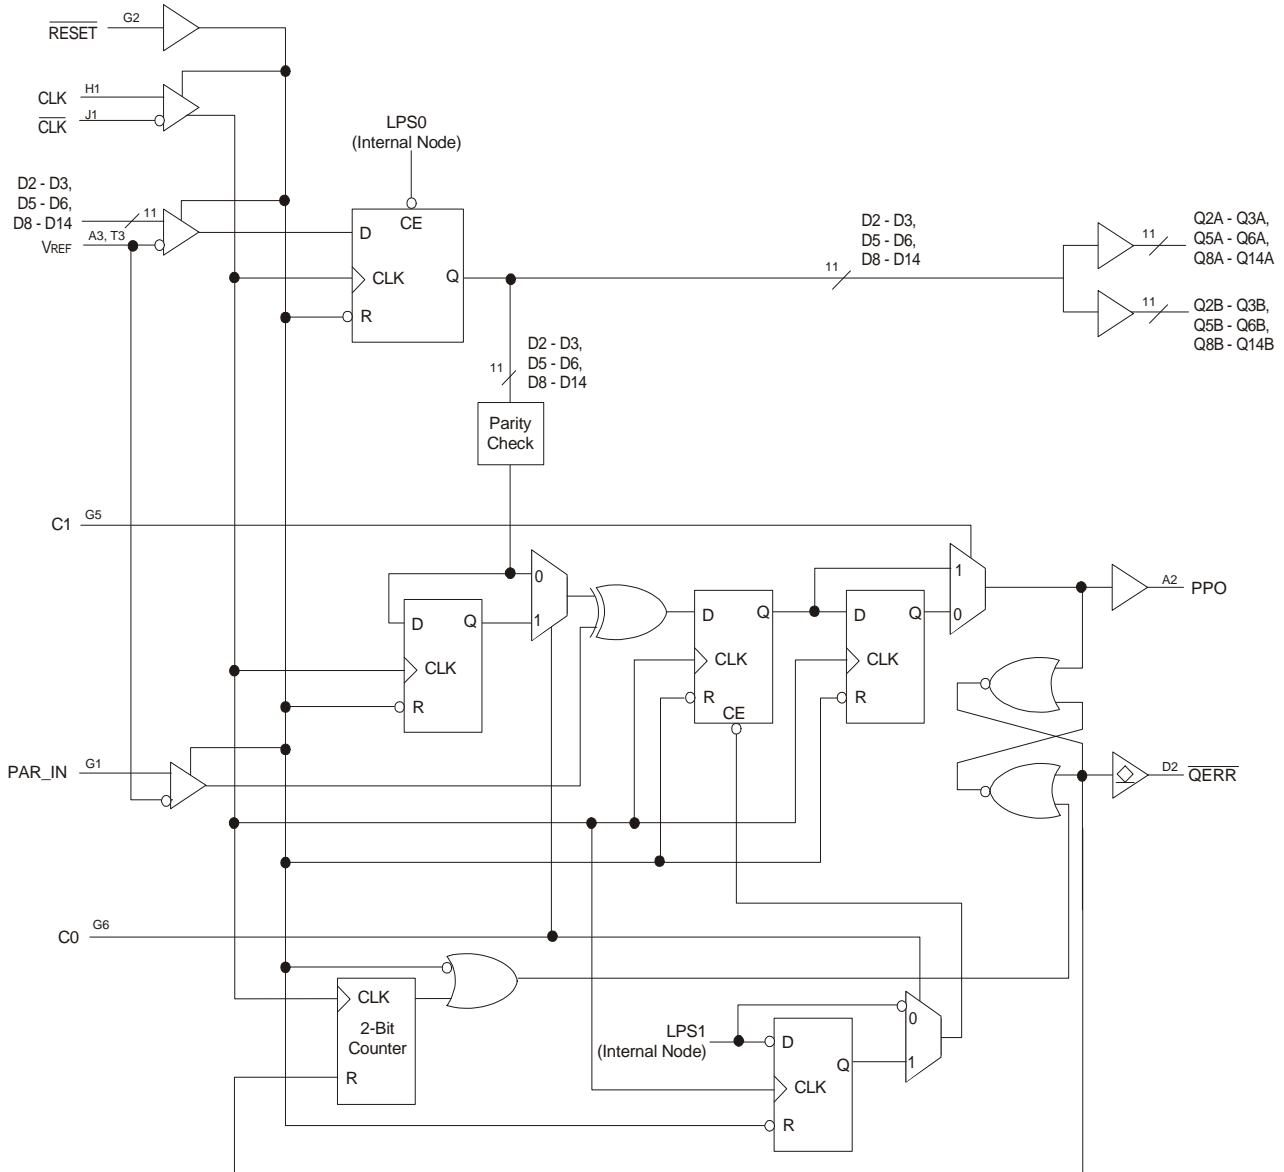 RESET
G2
CLK
H1
CLK
J1
LPS0
(Internal Node)
D2 - D3,
D5 - D6,
D8 - D14
11
VREF
A3, T3
CE
D
CLK
Q
R
D2 - D3,
D5 - D6,
D8 - D14
11
11
Q2A - Q3A,
Q5A - Q6A,
Q8A - Q14A
11
Q2B - Q3B,
Q5B - Q6B,
Q8B - Q14B
D2 - D3,
D5 - D6,
D8 - D14
11
Parity
Check
C1
G5
0
1
D
Q
CLK
R
D
Q
CLK
R
CE
D
Q
CLK
R
1
0
A2
PPO
PAR_IN
G1
D2
QERR
C0
G6
CLK
2-Bit
Counter
R
LPS1
(Internal Node)
D
Q
CLK
R
0
1